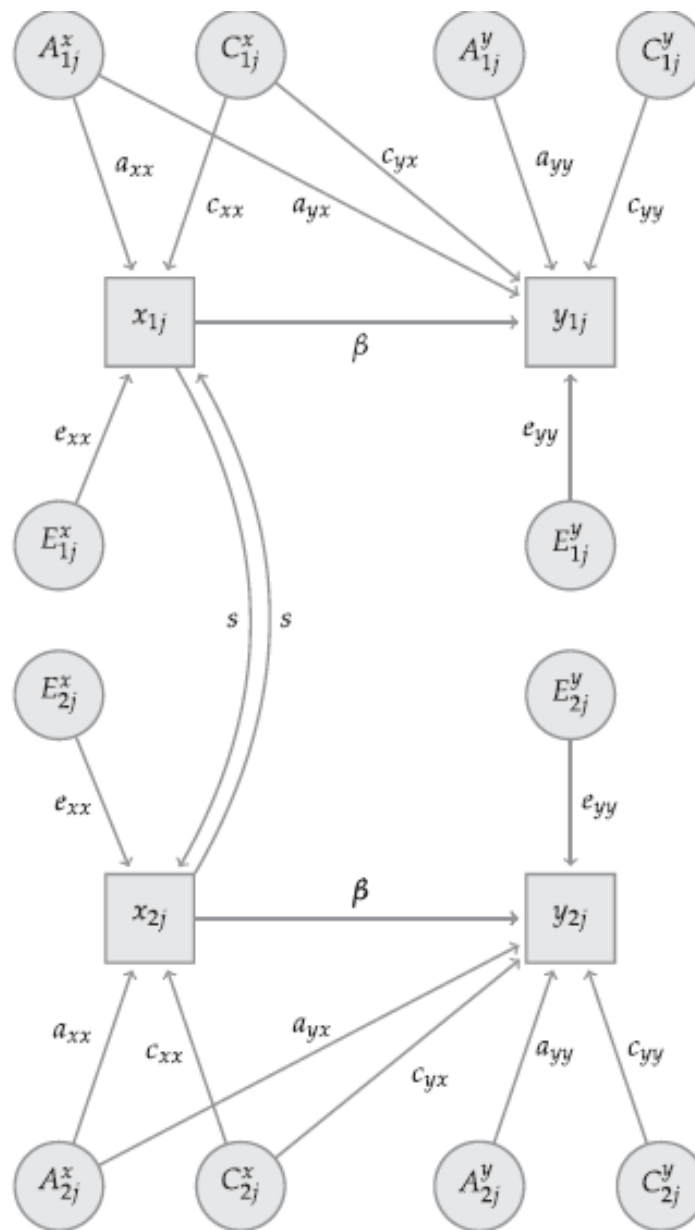 A^x_{1j} C^x_{1j} A^y_{1j} C^y_{1j}
a_{xx} c_{xx} a_{yx} c_{yx} a_{yy} c_{yy}
x_{1j} y_{1j}
β
e_{xx} e_{yy}
E^x_{1j} E^y_{1j}
s s
E^x_{2j} E^y_{2j}
e_{xx} e_{yy}
β
x_{2j} y_{2j}
a_{xx} c_{xx} a_{yx} c_{yx} a_{yy} c_{yy}
A^x_{2j} C^x_{2j} A^y_{2j} C^y_{2j}